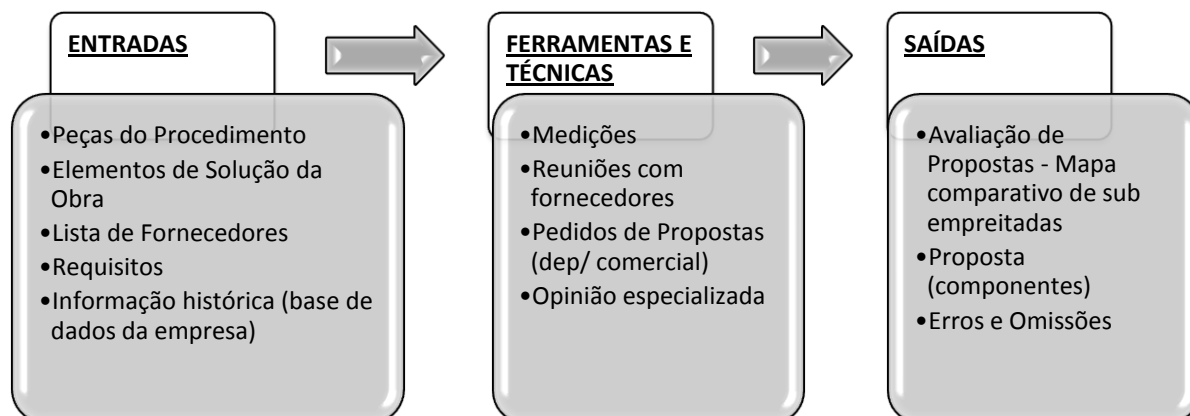 ENTRADAS
•Peças do Procedimento
•Elementos de Solução da
Obra
•Lista de Fornecedores
•Requisitos
•Informação histórica (base de
dados da empresa)
FERRAMENTAS E
TÉCNICAS
•Medições
•Reuniões com
fornecedores
•Pedidos de Propostas
(dep/ comercial)
•Opinião especializada
SAÍDAS
•Avaliação de
Propostas - Mapa
comparativo de sub
empreitadas
•Proposta
(componentes)
•Erros e Omissões